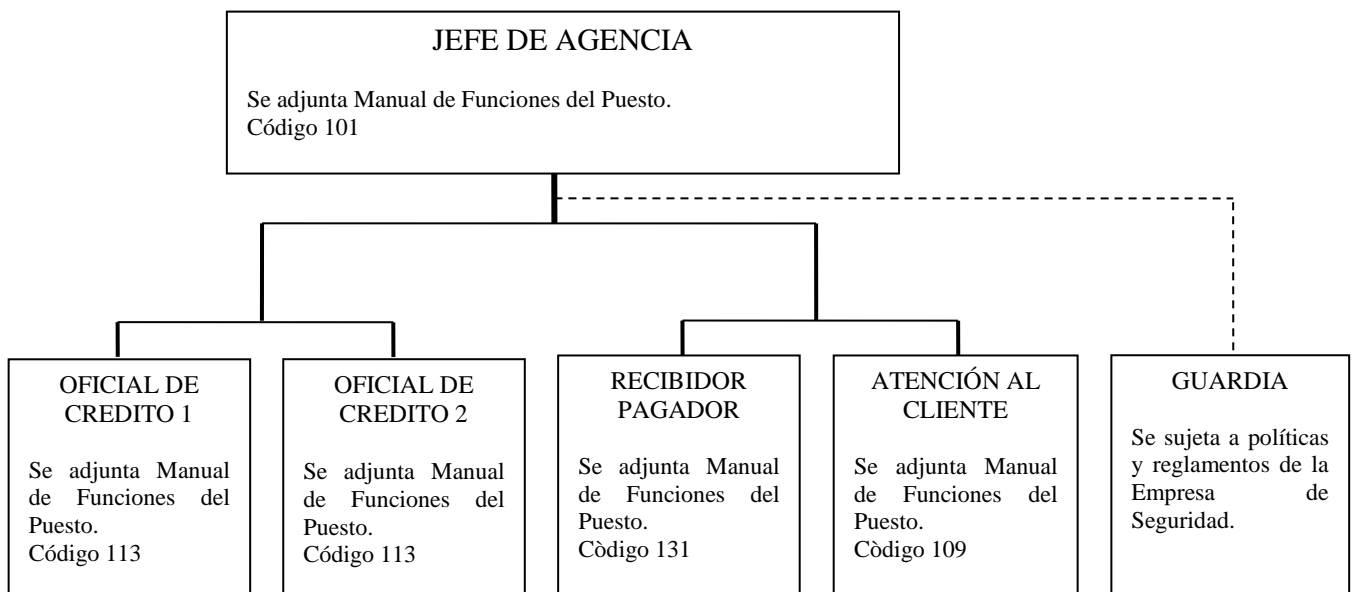 JEFE DE AGENCIA
Se adjunta Manual de Funciones del Puesto.
Código 101
OFICIAL DE
CREDITO 1
Se adjunta Manual
de Funciones del
Puesto.
Código 113
OFICIAL DE
CREDITO 2
Se adjunta Manual
de Funciones del
Puesto.
Código 113
RECIBIDOR
PAGADOR
Se adjunta Manual
de Funciones del
Puesto.
Còdigo 131
ATENCIÓN AL
CLIENTE
Se adjunta Manual
de Funciones del
Puesto.
Còdigo 109
GUARDIA
Se sujeta a políticas
y reglamentos de la
Empresa de
Seguridad.